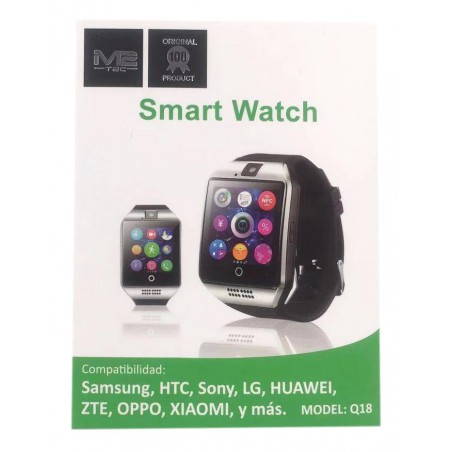 M2
TEC
ORIGINAL
100
PRODUCT
Smart Watch
NFC
Compatibilidad:
Samsung, HTC, Sony, LG, HUAWEI,
ZTE, OPPO, XIAOMI, y más. MODEL: Q18